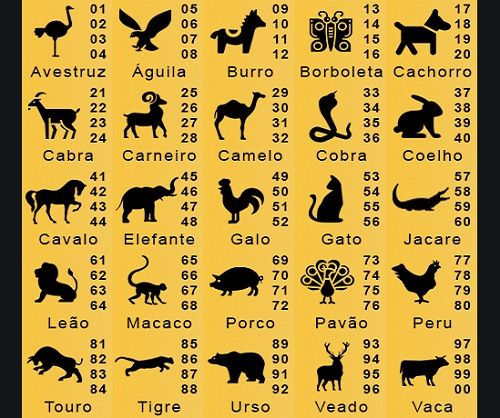 01 05 09 13 17
02 06 10 14 18
03 07 11 15 19
04 08 12 16 20
Avestruz Águila Burro Borboleta Cachorro
21 25 29 33 37
22 26 30 34 38
23 27 31 35 39
24 28 32 36 40
Cabra Carneiro Camelo Cobra Coelho
41 45 49 53 57
42 46 50 54 58
43 47 51 55 59
44 48 52 56 60
Cavalo Elefante Galo Gato Jacare
61 65 69 73 77
62 66 70 74 78
63 67 71 75 79
64 68 72 76 80
Leão Macaco Porco Pavão Peru
81 85 89 93 97
82 86 90 94 98
83 87 91 95 99
84 88 92 96 00
Touro Tigre Urso Veado Vaca